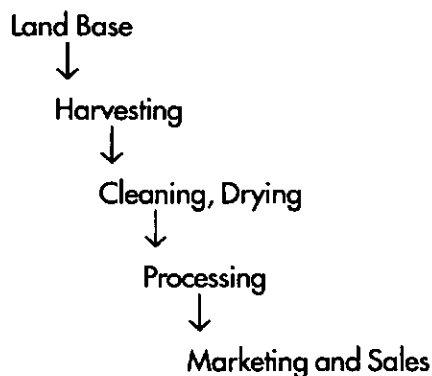 Land Base
Harvesting
Cleaning, Drying
Processing
Marketing and Sales